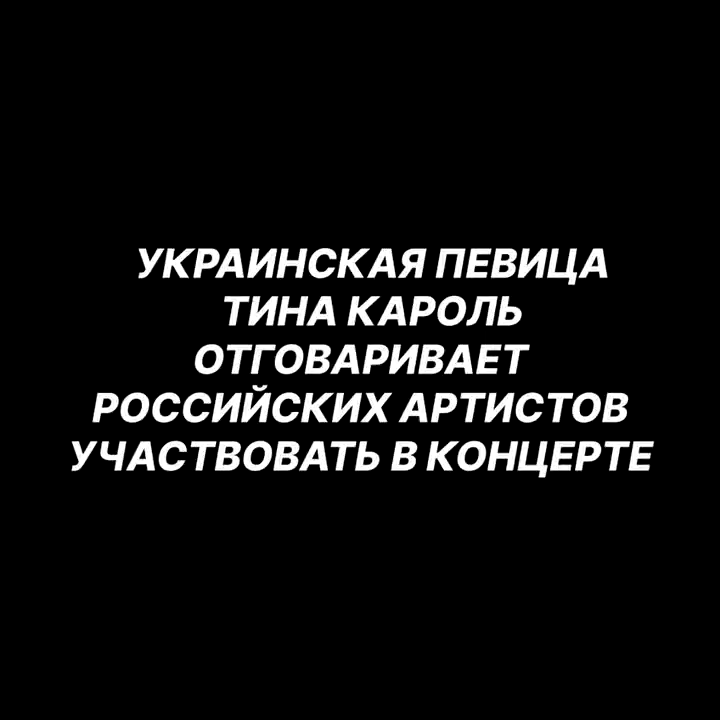 УКРАИНСКАЯ ПЕВИЦА
ТИНА КАРОЛЬ
ОТГОВАРИВАЕТ
РОССИЙСКИХ АРТИСТОВ
УЧАСТВОВАТЬ В КОНЦЕРТЕ